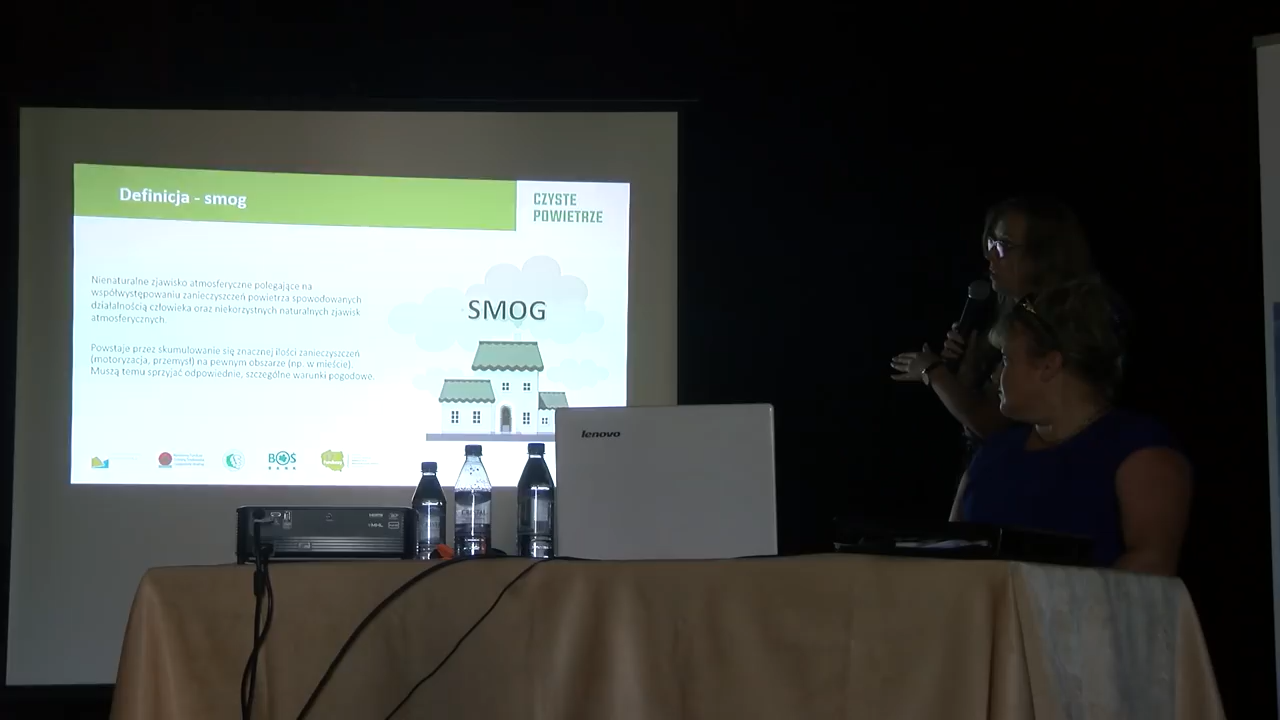 Definicja - smog
CZYSTE
POWIETRZE
Nienaturalne zjawisko atmosferyczne polegające na
współwystępowaniu zanieczyszczeń powietrza spowodowanych
działalnością człowieka oraz niekorzystnych naturalnych zjawisk
atmosferycznych.
Powstaje przez skumulowanie się znacznej ilości zanieczyszczeń
(motoryzacja, przemysł) na pewnym obszarze (np. w mieście).
Muszą temu sprzyjać odpowiednie, szczególne warunki pogodowe.
SMOG
BOS
BANK
lenovo